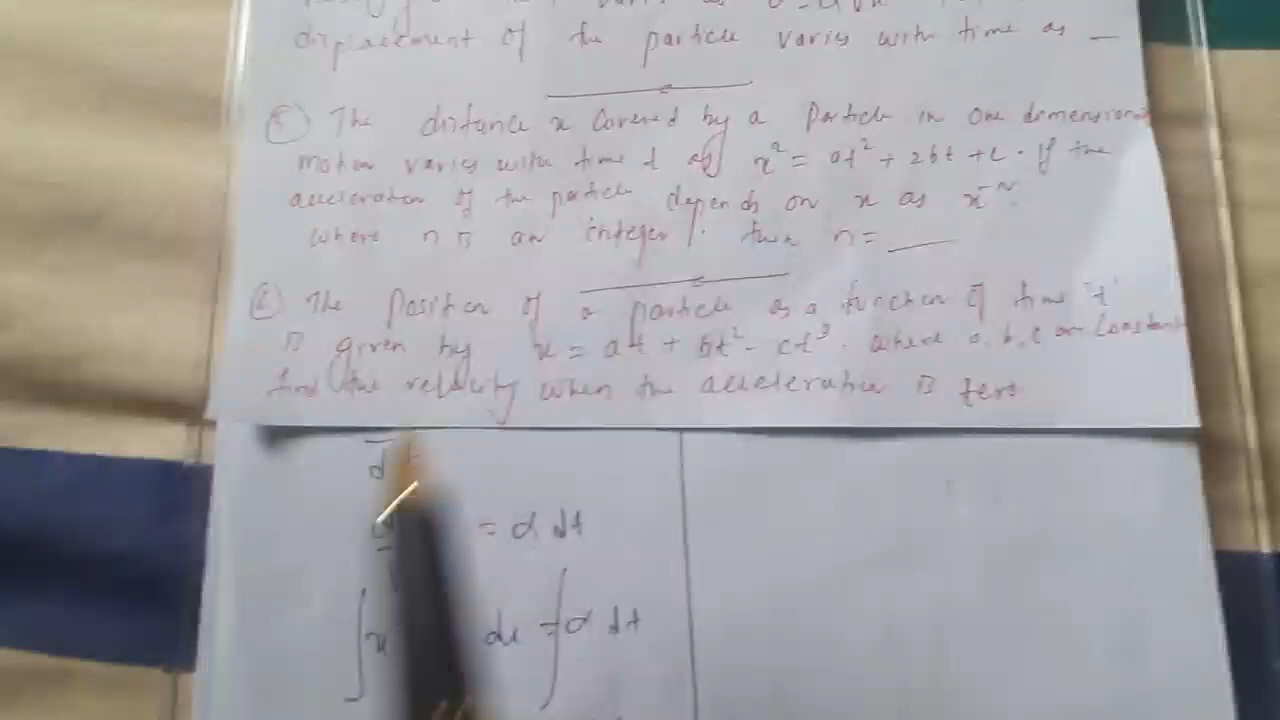 displacement of the particle varies with time as _
⑤ The distance x covered by a particle in one dimensional
motion varies with time t as x² = at² + 2bt + c. If the
acceleration of the particle depends on x as x⁻ⁿ.
where n is an integer. then n = __
The position of a particle as a function of time 't'
is given by x = at + bt² - ct³. where a, b, c are constant
find the velocity when the acceleration is zero
d
= α dt
∫ x dx = ∫ α dt